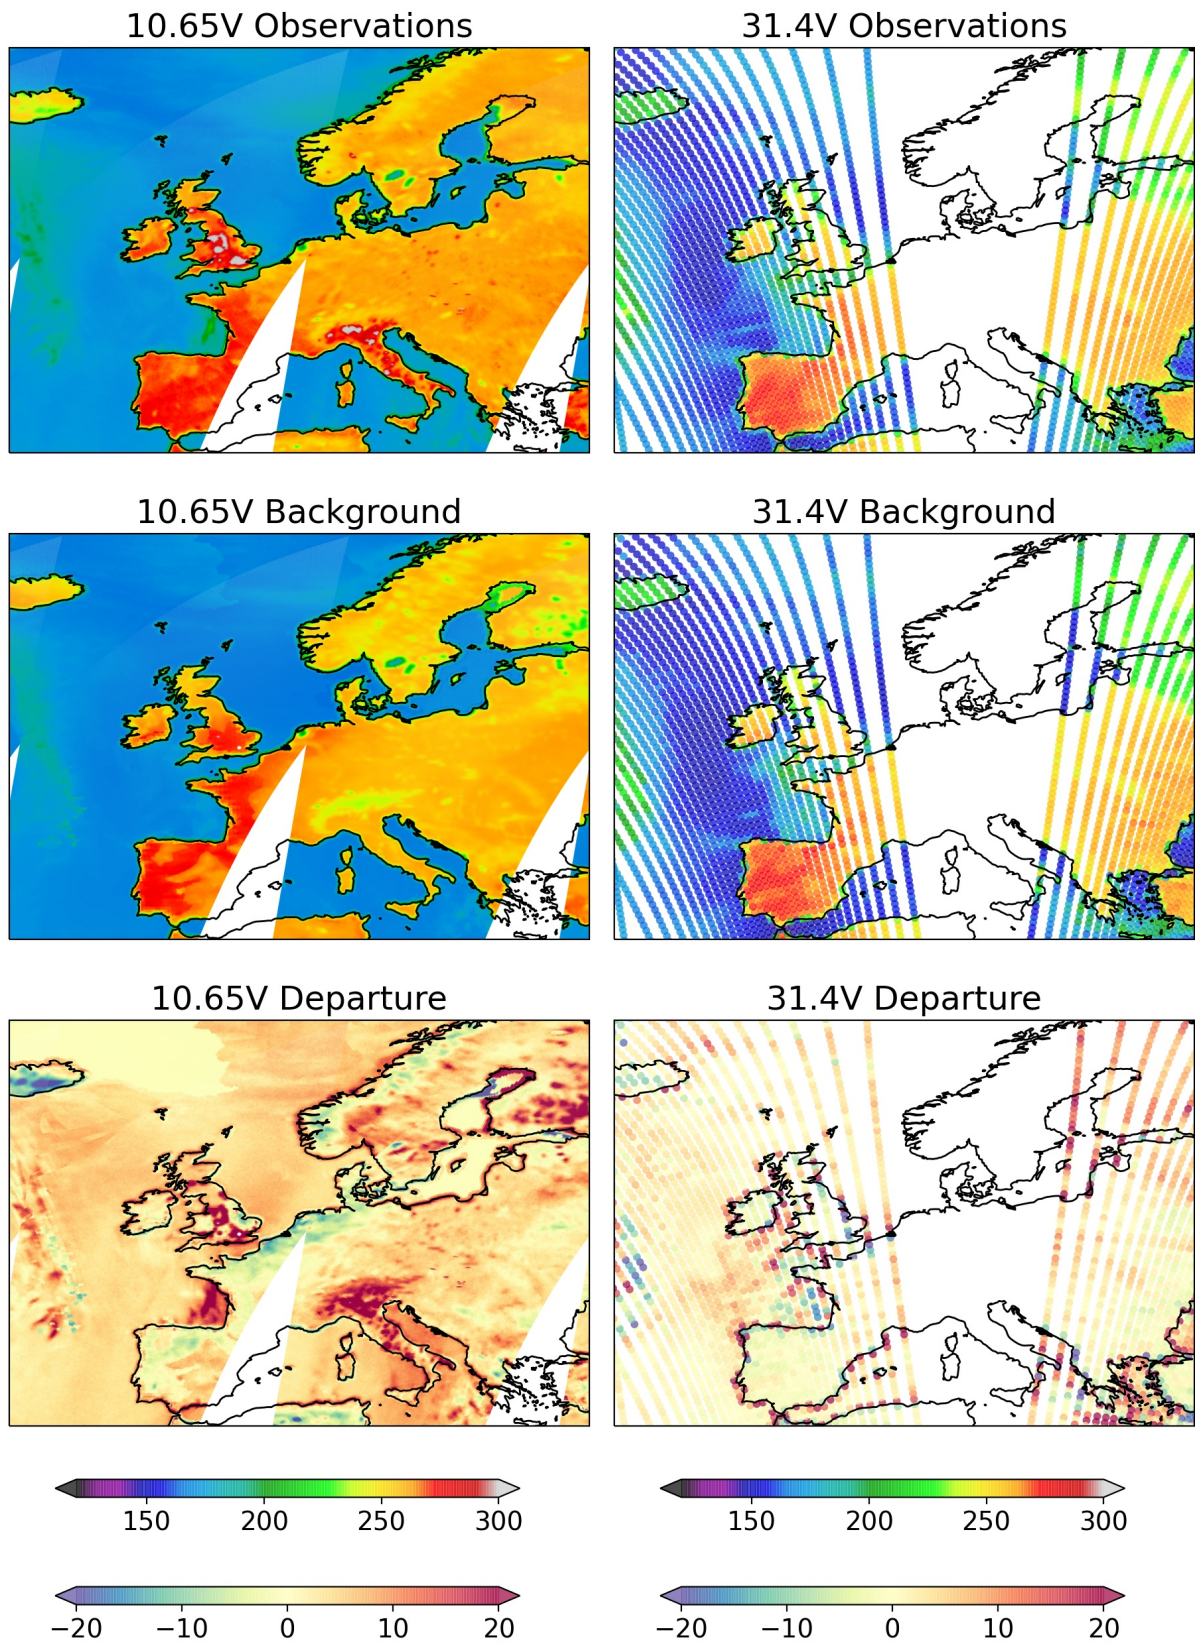 10.65V Observations 31.4V Observations
10.65V Background 31.4V Background
10.65V Departure 31.4V Departure
150 200 250 300 150 200 250 300
−20 −10 0 10 20 −20 −10 0 10 20